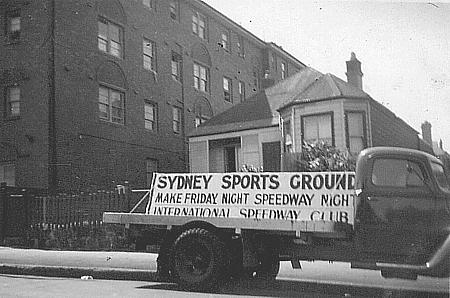 SYDNEY SPORTS GROUND
MAKE FRIDAY NIGHT SPEEDWAY NIGHT
INTERNATIONAL SPEEDWAY CLUB